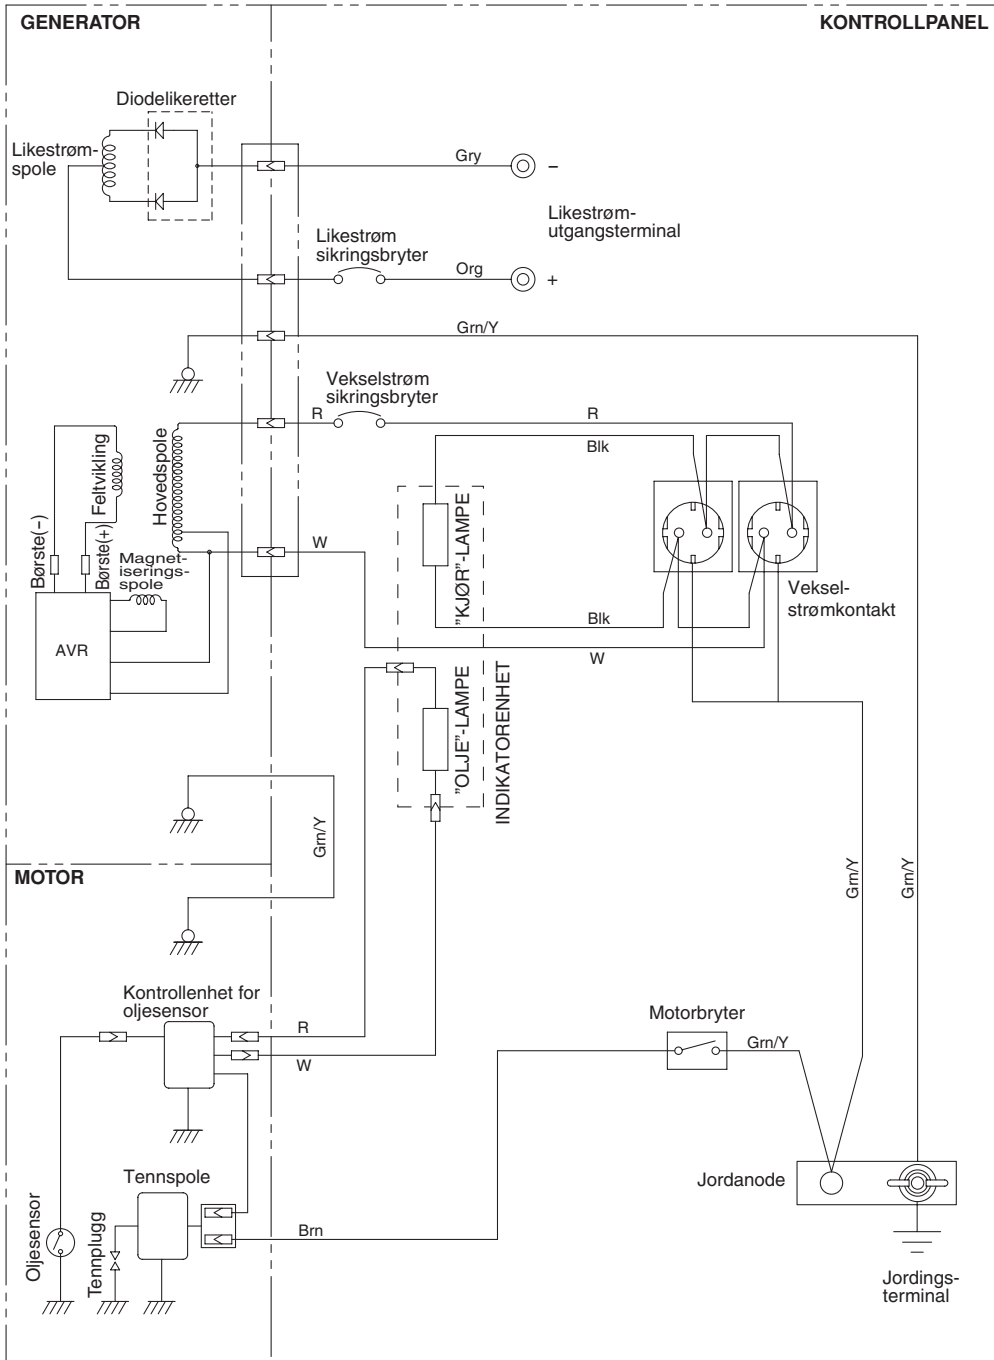 GENERATOR
KONTROLLPANEL
Diodelikeretter
Likestrøm-
spole
Gry
−
Likestrøm-
utgangsterminal
Likestrøm
sikringsbryter
Org
+
Grn/Y
Vekselstrøm
sikringsbryter
R
R
Blk
Feltvikling
Hovedspole
Børste(−)
Børste(+)
Magnet-
iserings-
spole
AVR
W
"KJØR"-LAMPE
Blk
W
Veksel-
strømkontakt
"OLJE"-LAMPE
INDIKATORENHET
Grn/Y
Grn/Y
Grn/Y
MOTOR
Kontrollenhet for
oljesensor
R
W
Motorbryter
Grn/Y
Tennspole
Jordanode
Oljesensor
Tennplugg
Brn
Jordings-
terminal